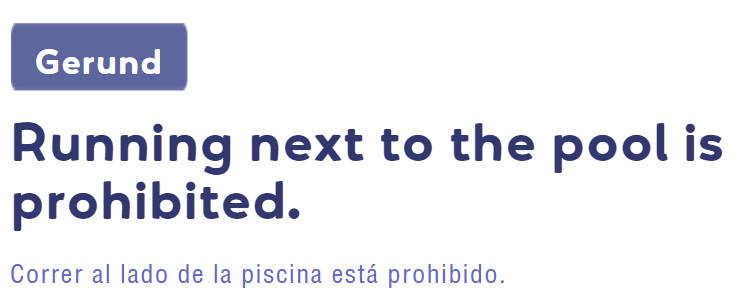 Gerund
Running next to the pool is
prohibited.
Correr al lado de la piscina está prohibido.